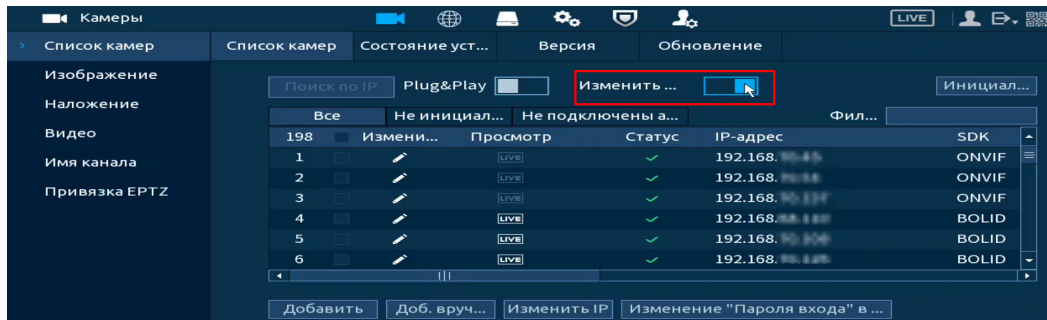 Камеры LIVE
> Список камер Список камер Состояние уст... Версия Обновление
Изображение
Поиск по IP Plug&Play Изменить ... Инициал...
Наложение
Все Не инициал... Не подключены а... Фил...
Видео
198 Измени... Просмотр Статус IP-адрес SDK
Имя канала
1 LIVE 192.168. ONVIF
2 LIVE 192.168. ONVIF
Привязка EPTZ
3 LIVE 192.168. ONVIF
4 LIVE 192.168. BOLID
5 LIVE 192.168. BOLID
6 LIVE 192.168. BOLID
Добавить Доб. вруч... Изменить IP Изменение "Пароля входа" в ...